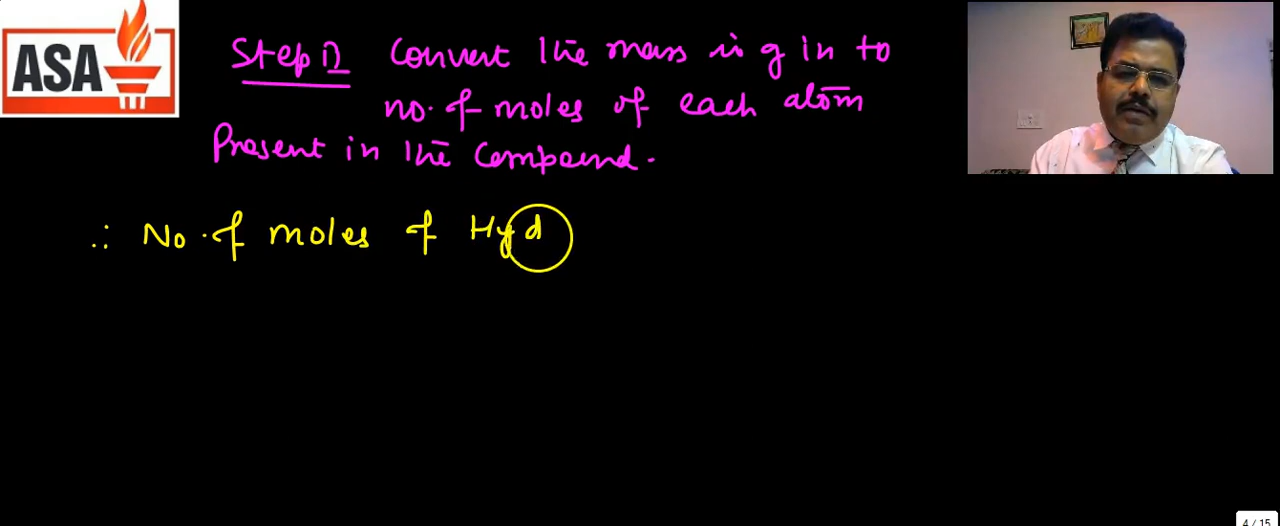 ASA
Step II Convert the mass in g in to
no. of moles of each atom
Present in the Compound.
∴ No. of moles of Hyd
4 / 15